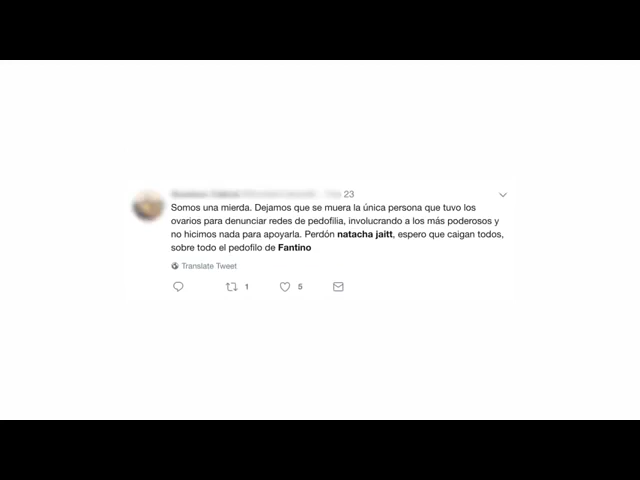 23
Somos una mierda. Dejamos que se muera la única persona que tuvo los
ovarios para denunciar redes de pedofilia, involucrando a los más poderosos y
no hicimos nada para apoyarla. Perdón natacha jaitt, espero que caigan todos,
sobre todo el pedofilo de Fantino
Translate Tweet
1 5